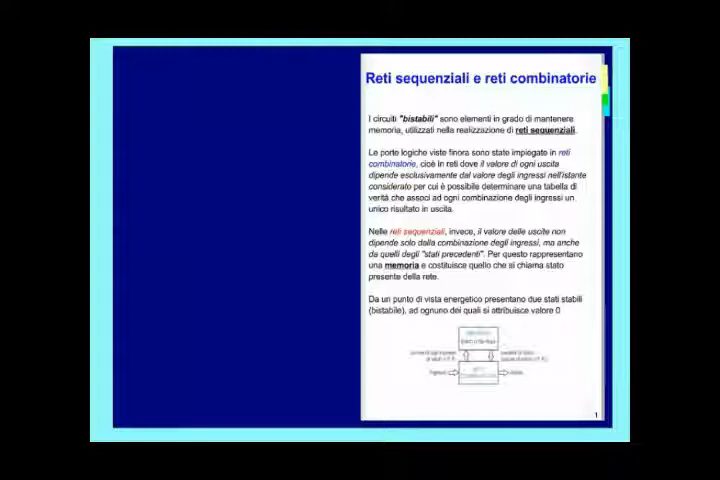 Reti sequenziali e reti combinatorie
I circuiti "bistabili" sono elementi in grado di mantenere
memoria, utilizzati nella realizzazione di reti sequenziali.
Le porte logiche viste finora sono state impiegate in reti
combinatorie, cioè in reti dove il valore di ogni uscita
dipende esclusivamente dal valore degli ingressi nell'istante
considerato per cui è possibile determinare una tabella di
verità che associ ad ogni combinazione degli ingressi un
unico risultato in uscita.
Nelle reti sequenziali, invece, il valore delle uscite non
dipende solo dalla combinazione degli ingressi, ma anche
da quelli degli "stati precedenti". Per questo rappresentano
una memoria e costituisce quello che si chiama stato
presente della rete.
Da un punto di vista energetico presentano due stati stabili
(bistabile), ad ognuno dei quali si attribuisce valore 0
1